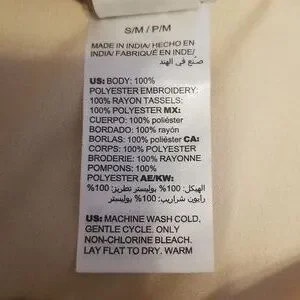 S/M / P/M
MADE IN INDIA/ HECHO EN
INDIA/ FABRIQUÉ EN INDE/
صنع في الهند
US: BODY: 100%
POLYESTER EMBROIDERY:
100% RAYON TASSELS:
100% POLYESTER MX:
CUERPO: 100% poliéster
BORDADO: 100% rayón
BORLAS: 100% poliéster CA:
CORPS: 100% POLYESTER
BRODERIE: 100% RAYONNE
POMPONS: 100%
POLYESTER AE/KW:
الهيكل: 100% بوليستر تطريز: 100%
رايون شراريب: 100% بوليستر
US: MACHINE WASH COLD,
GENTLE CYCLE. ONLY
NON-CHLORINE BLEACH.
LAY FLAT TO DRY. WARM